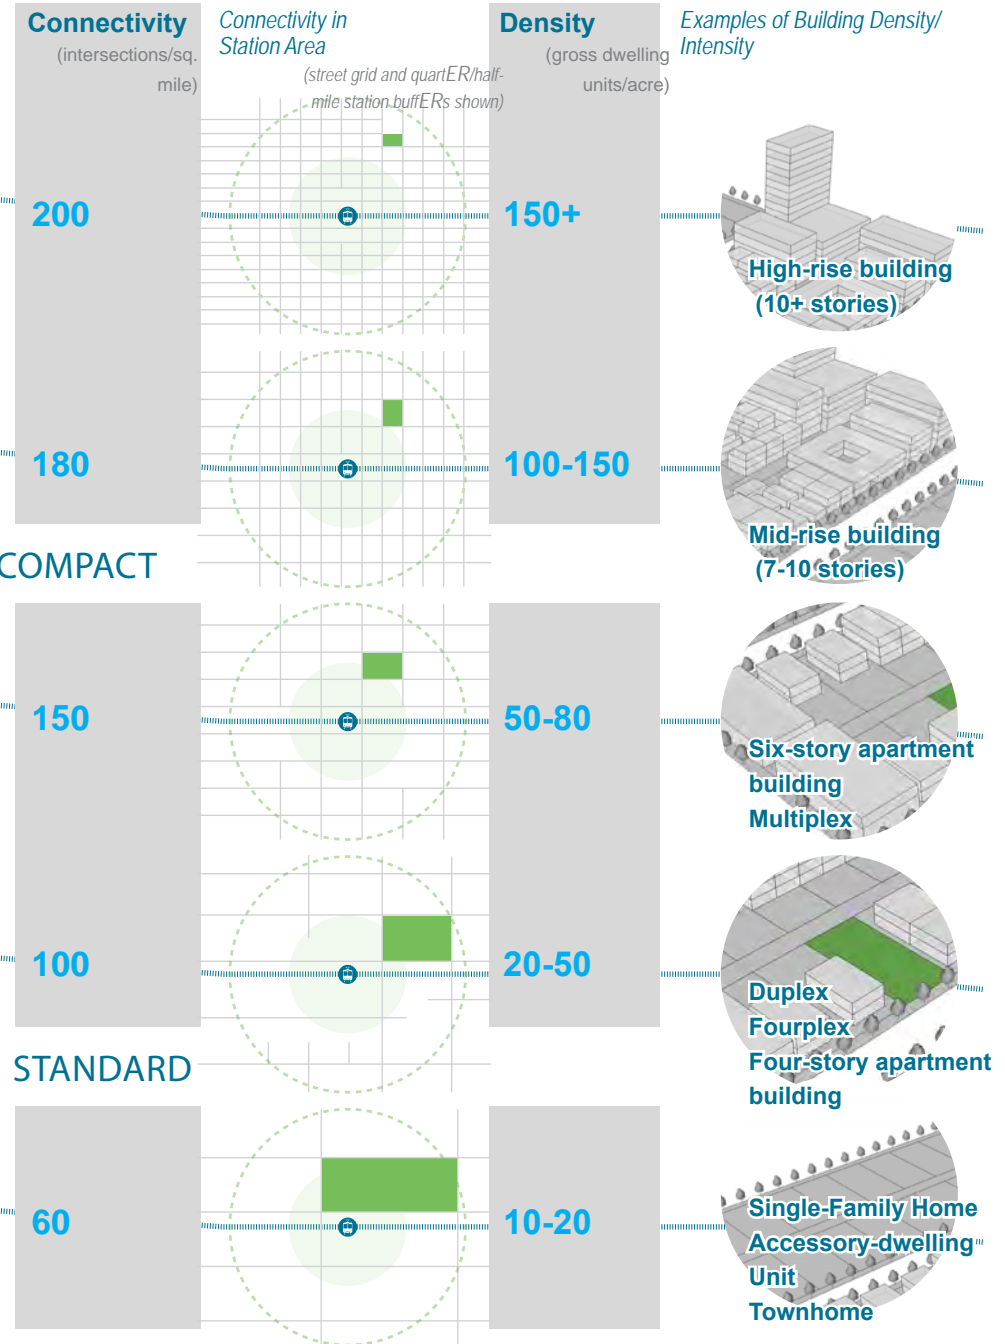 Connectivity
(intersections/sq.
mile)
Connectivity in
Station Area
(street grid and quartER/half-
mile station buffERs shown)
Density
(gross dwelling
units/acre)
Examples of Building Density/
Intensity
200
150+
High-rise building
(10+ stories)
180
100-150
Mid-rise building
(7-10 stories)
COMPACT
150
50-80
Six-story apartment
building
Multiplex
100
20-50
Duplex
Fourplex
Four-story apartment
building
STANDARD
60
10-20
Single-Family Home
Accessory-dwelling
Unit
Townhome